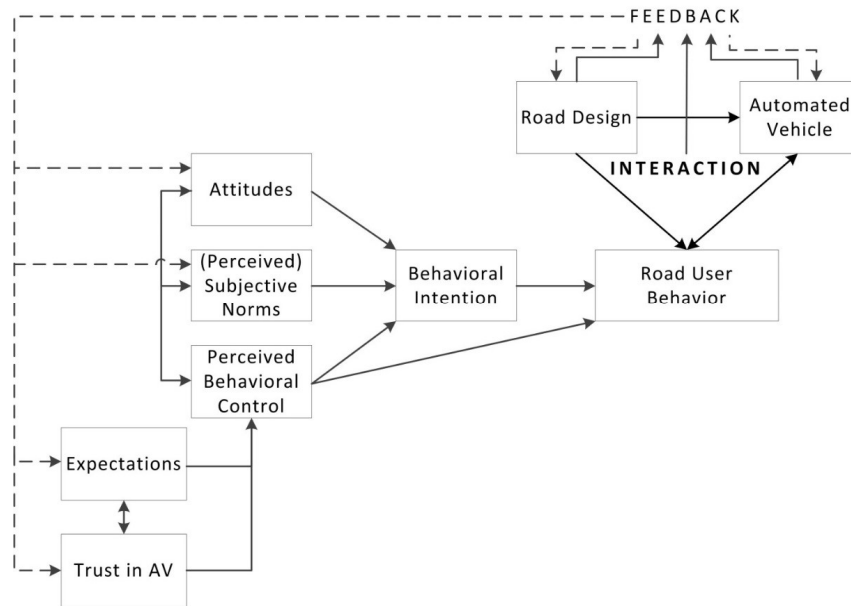 FEEDBACK
Road Design
Automated
Vehicle
INTERACTION
Attitudes
(Perceived)
Subjective
Norms
Behavioral
Intention
Road User
Behavior
Perceived
Behavioral
Control
Expectations
Trust in AV